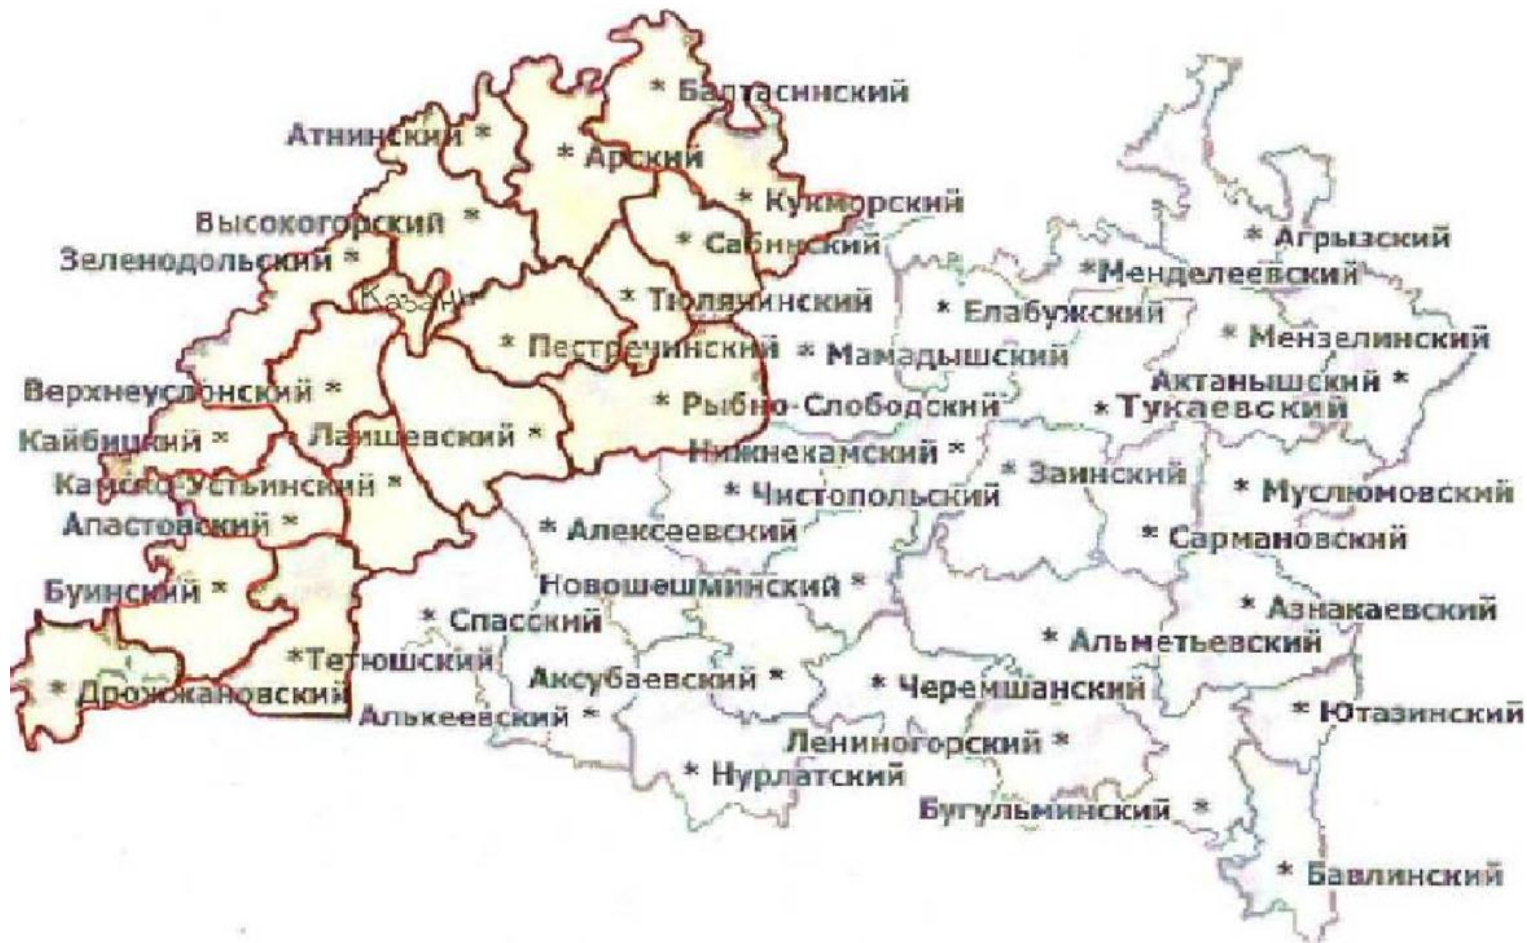 * Балтасинский
Атнинский *
* Арский
* Кукморский
Высокогорский *
* Сабинский
* Агрызский
Зеленодольский *
*Менделеевский
Казань
* Тюлячинский
* Елабужский
* Мензелинский
* Пестречинский
* Мамадышский
Актанышский *
Верхнеуслонский *
* Рыбно-Слободский
* Тукаевский
Кайбицкий *
Лаишевский *
Нижнекамский *
* Заинский
Камско-Устьинский *
* Чистопольский
* Муслюмовский
Апастовский *
* Алексеевский
* Сармановский
Буинский *
Новошешминский *
* Азнакаевский
* Спасский
* Альметьевский
*Тетюшский
Аксубаевский *
* Черемшанский
* Дрожжановский
Алькеевский *
* Ютазинский
Лениногорский *
* Нурлатский
Бугульминский *
* Бавлинский